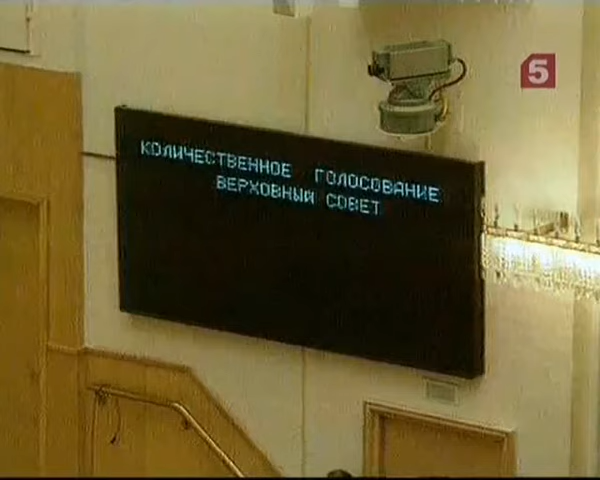 5
КОЛИЧЕСТВЕННОЕ ГОЛОСОВАНИЕ
ВЕРХОВНЫЙ СОВЕТ